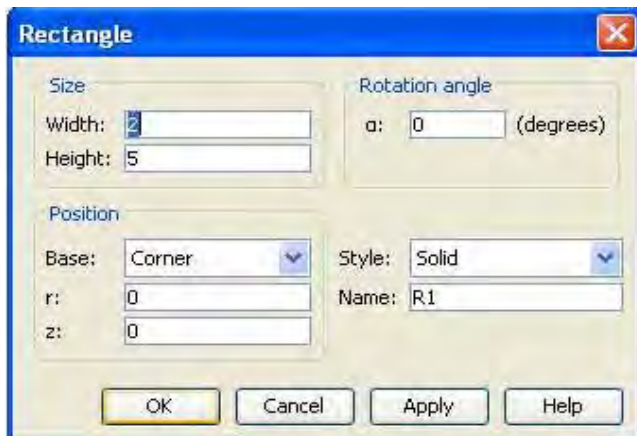 Rectangle
Size
Width: 2
Height: 5
Rotation angle
α: 0 (degrees)
Position
Base: Corner
r: 0
z: 0
Style: Solid
Name: R1
OK Cancel Apply Help